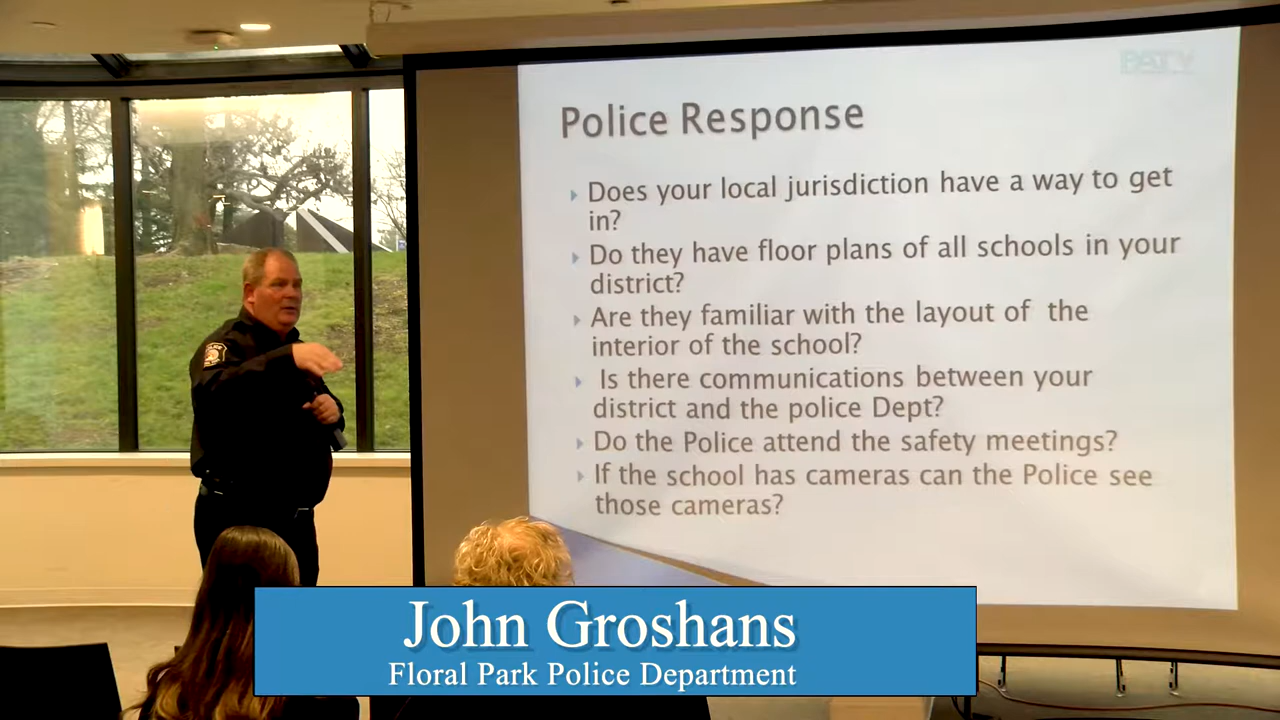 PATV
Police Response
Does your local jurisdiction have a way to get
in?
Do they have floor plans of all schools in your
district?
Are they familiar with the layout of the
interior of the school?
Is there communications between your
district and the police Dept?
Do the Police attend the safety meetings?
If the school has cameras can the Police see
those cameras?
John Groshans
Floral Park Police Department